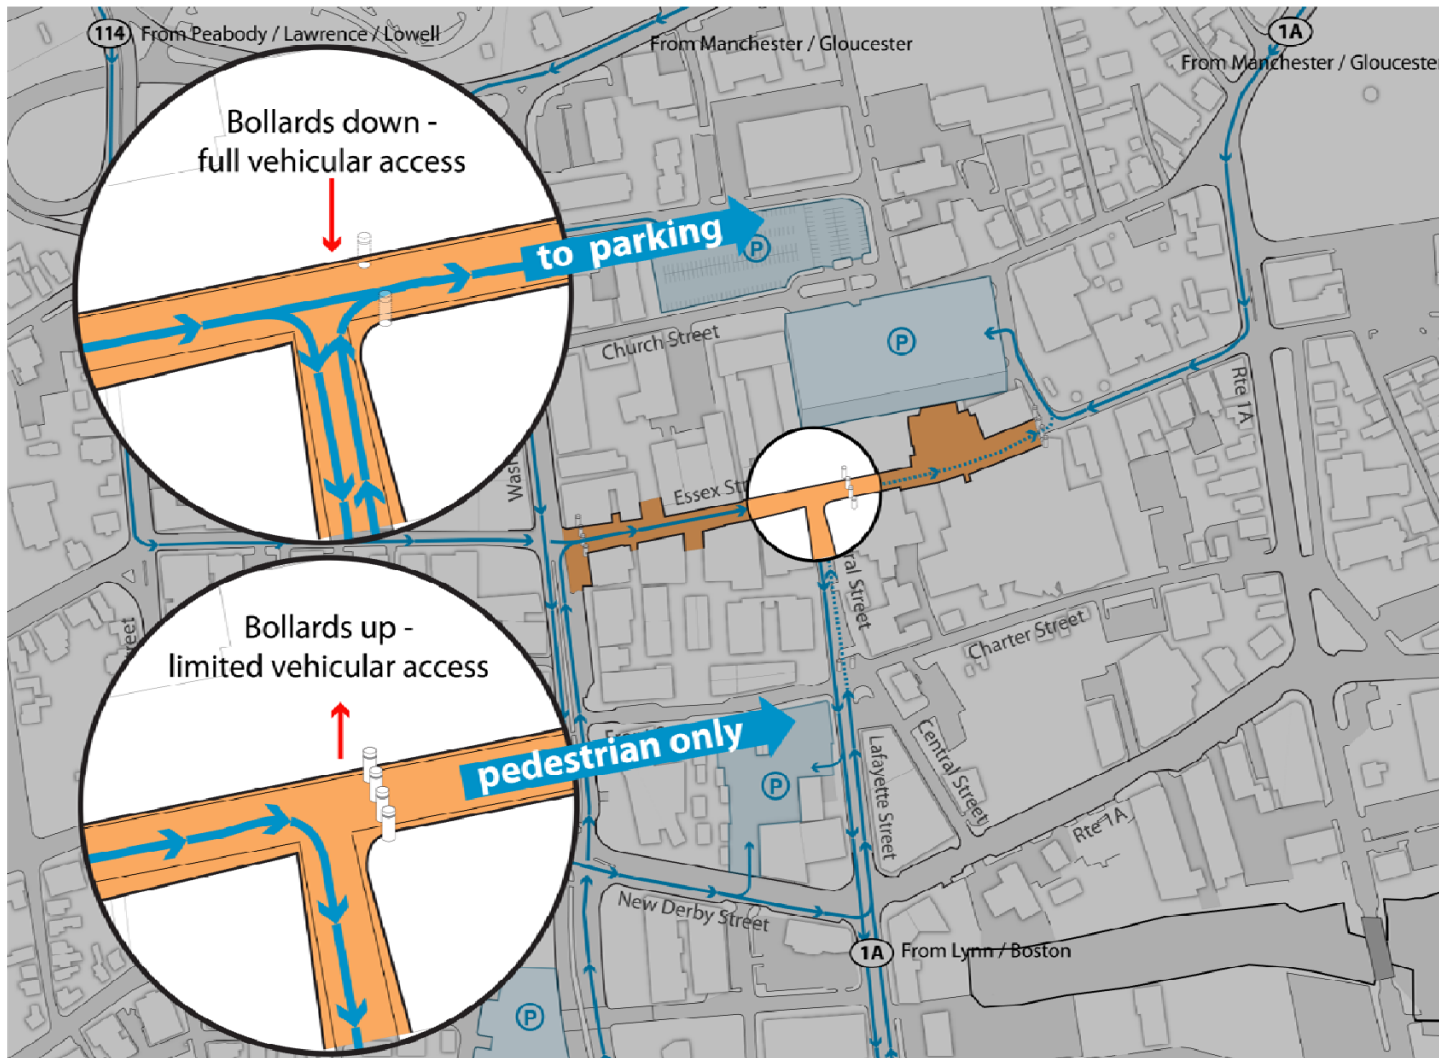 114 From Peabody / Lawrence / Lowell
From Manchester / Gloucester
1A
From Manchester / Gloucester
Bollards down -
full vehicular access
to parking
P
Church Street
P
Rte 1A
Essex
Charter Street
Bollards up -
limited vehicular access
pedestrian only
P
Lafayette Street
Central Street
Rte 1A
New Derby Street
1A From Lynn / Boston
P